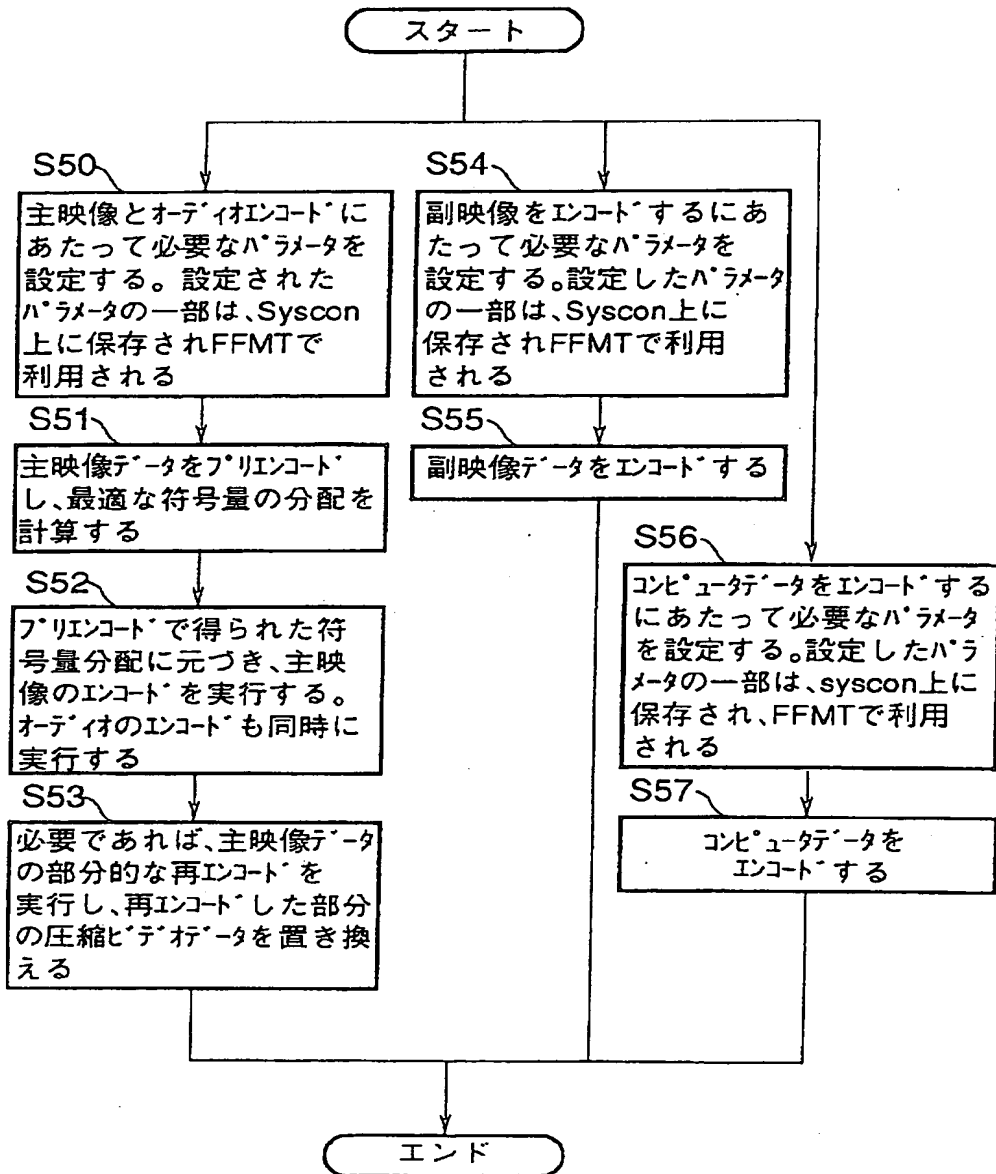 スタート
S50
主映像とオーディオエンコードに
あたって必要なパラメータを
設定する。設定された
パラメータの一部は、Syscon
上に保存されFFMTで
利用される
S51
主映像データをプリエンコード
し、最適な符号量の分配を
計算する
S52
プリエンコードで得られた符
号量分配に元づき、主映
像のエンコードを実行する。
オーディオのエンコードも同時に
実行する
S53
必要であれば、主映像データ
の部分的な再エンコードを
実行し、再エンコードした部分
の圧縮ビデオデータを置き換
える
S54
副映像をエンコードするにあ
たって必要なパラメータを
設定する。設定したパラメータ
の一部は、Syscon上に
保存されFFMTで利用
される
S55
副映像データをエンコードする
S56
コンピュータデータをエンコードする
にあたって必要なパラメータ
を設定する。設定したパラ
メータの一部は、syscon上に
保存され、FFMTで利用
される
S57
コンピュータデータを
エンコードする
エンド